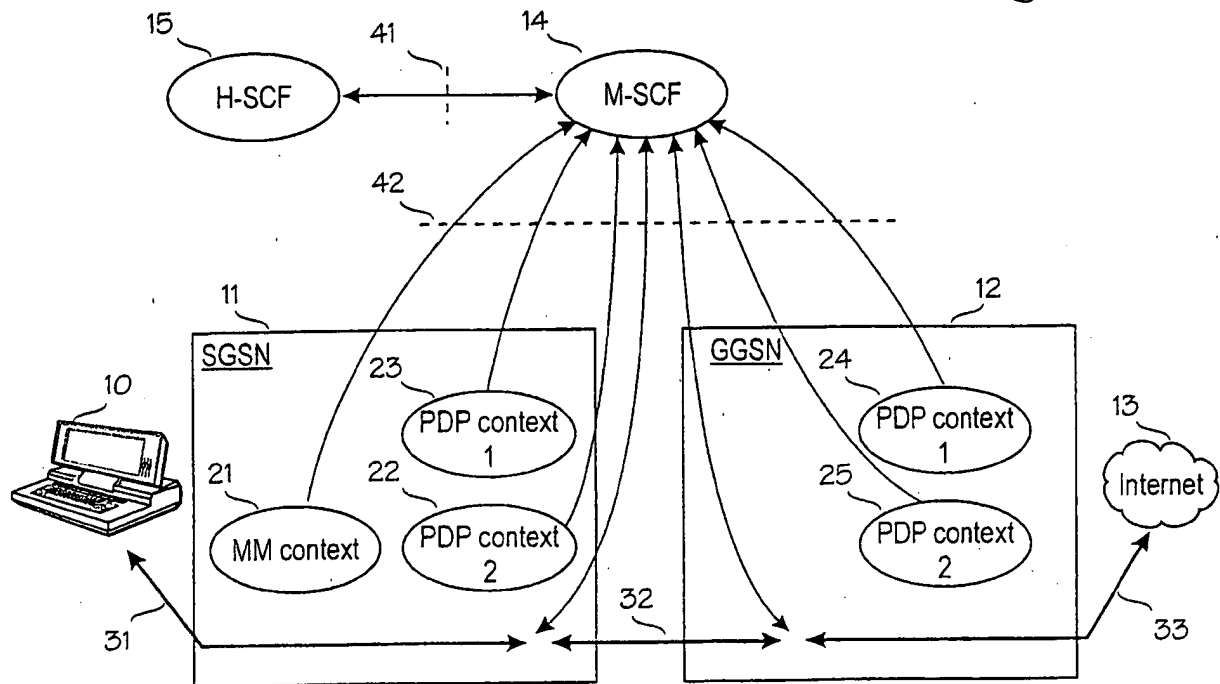 15
41
14
H-SCF
M-SCF
42
11
12
SGSN
GGSN
10
23
24
13
PDP context
1
PDP context
1
Internet
21
22
25
MM context
PDP context
2
PDP context
2
31
32
33